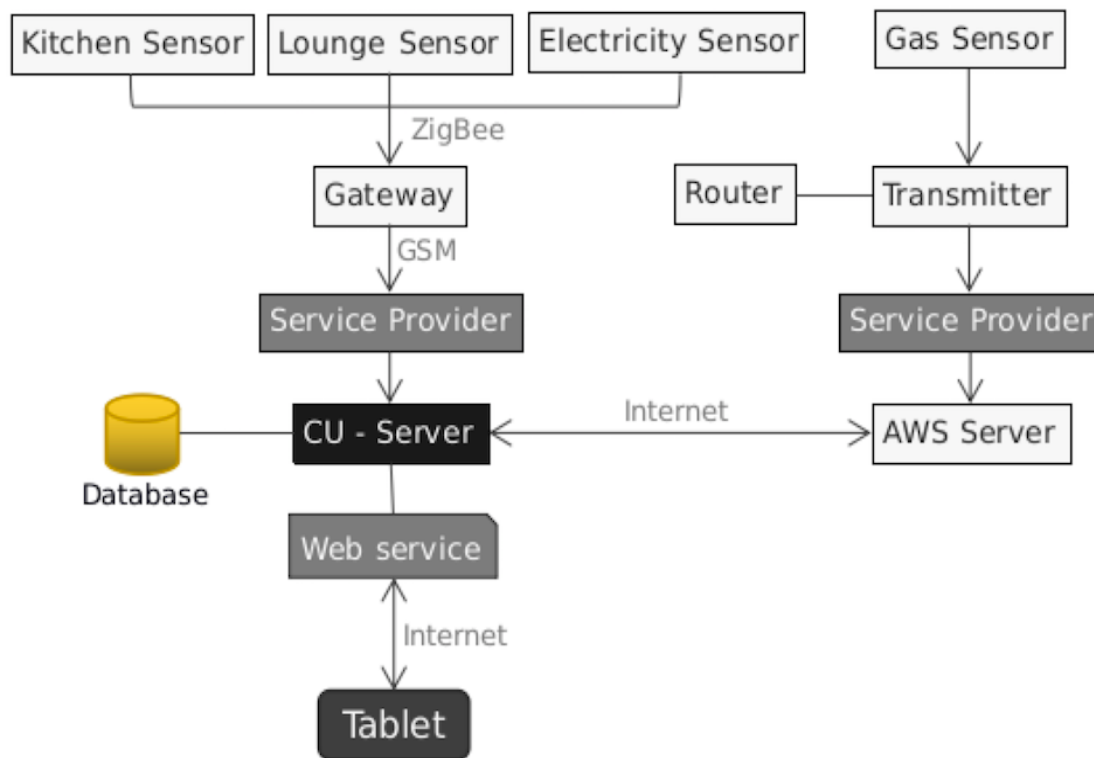 Kitchen Sensor
Lounge Sensor
Electricity Sensor
Gas Sensor
ZigBee
Gateway
Router
Transmitter
GSM
Service Provider
Service Provider
Internet
CU - Server
AWS Server
Database
Web service
Internet
Tablet